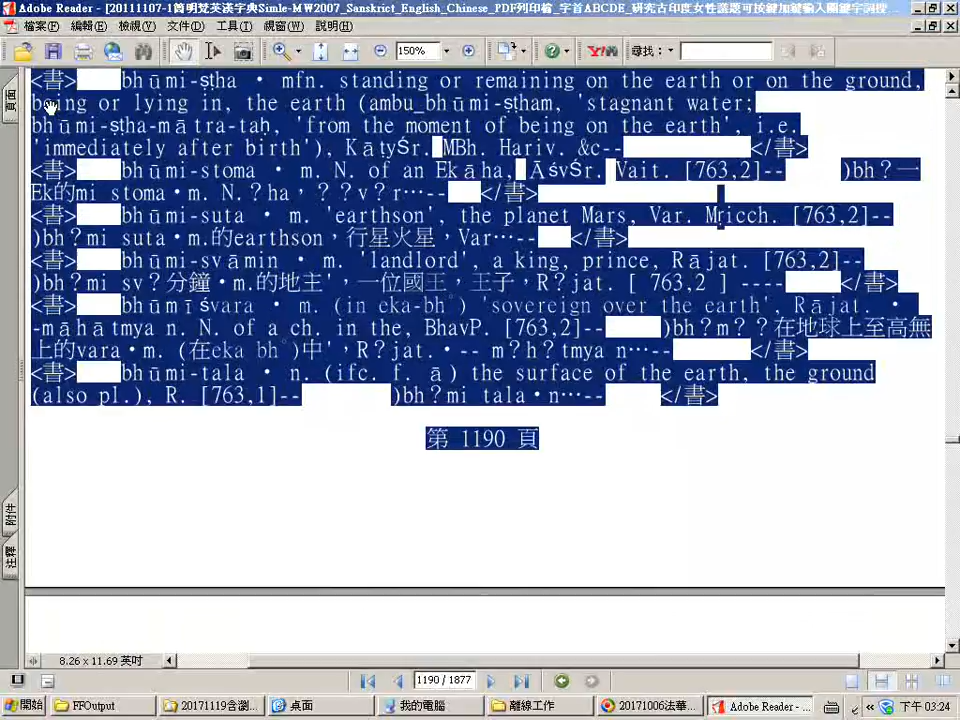 Adobe Reader - [20111107-1簡明梵英漢字典Simle-MW2007_Sanskrict_English_Chinese_PDF列印檔_字首ABCDE_研究古印度女性議題可按鍵加鍵輸入關鍵字詞搜...
檔案(F) 編輯(E) 檢視(V) 文件(D) 工具(T) 視窗(W) 說明(H)
150% 尋找：
頁面
<書> bhūmi-ṣṭha • mfn. standing or remaining on the earth or on the ground,
being or lying in, the earth (ambu_bhūmi-ṣṭham, 'stagnant water;
bhūmi-ṣṭha-mātra-taḥ, 'from the moment of being on the earth', i.e.
'immediately after birth'), KātyŚr. MBh. Hariv. &c-- </書>
<書> bhūmi-stoma • m. N. of an Ekāha, ĀśvŚr. Vait. [763,2]-- )bh？一
Ek的mi stoma•m. N.？ha，？？v？r…-- </書>
<書> bhūmi-suta • m. 'earthson', the planet Mars, Var. Mṛicch. [763,2]--
)bh？mi suta•m.的earthson，行星火星，Var…-- </書>
<書> bhūmi-svāmin • m. 'landlord', a king, prince, Rājat. [763,2]--
)bh？mi sv？分鐘•m.的地主'，一位國王，王子，R？jat. [ 763,2 ] ---- </書>
<書> bhūmīśvara • m. (in eka-bh°) 'sovereign over the earth', Rājat. •
-māhātmya n. N. of a ch. in the, BhavP. [763,2]-- )bh？m？？在地球上至高無
上的vara•m. (在eka bh°)中'，R？jat.•-- m？h？tmya n…-- </書>
<書> bhūmi-tala • n. (ifc. f. ā) the surface of the earth, the ground
(also pl.), R. [763,1]-- )bh？mi tala•n…-- </書>
第 1190 頁
附件
注釋
8.26 x 11.69 英吋
1190 / 1877
開始 FFOutput 20171119含瀏... 桌面 我的電腦 離線工作 20171006法華... Adobe Reader - [... 下午 03:24